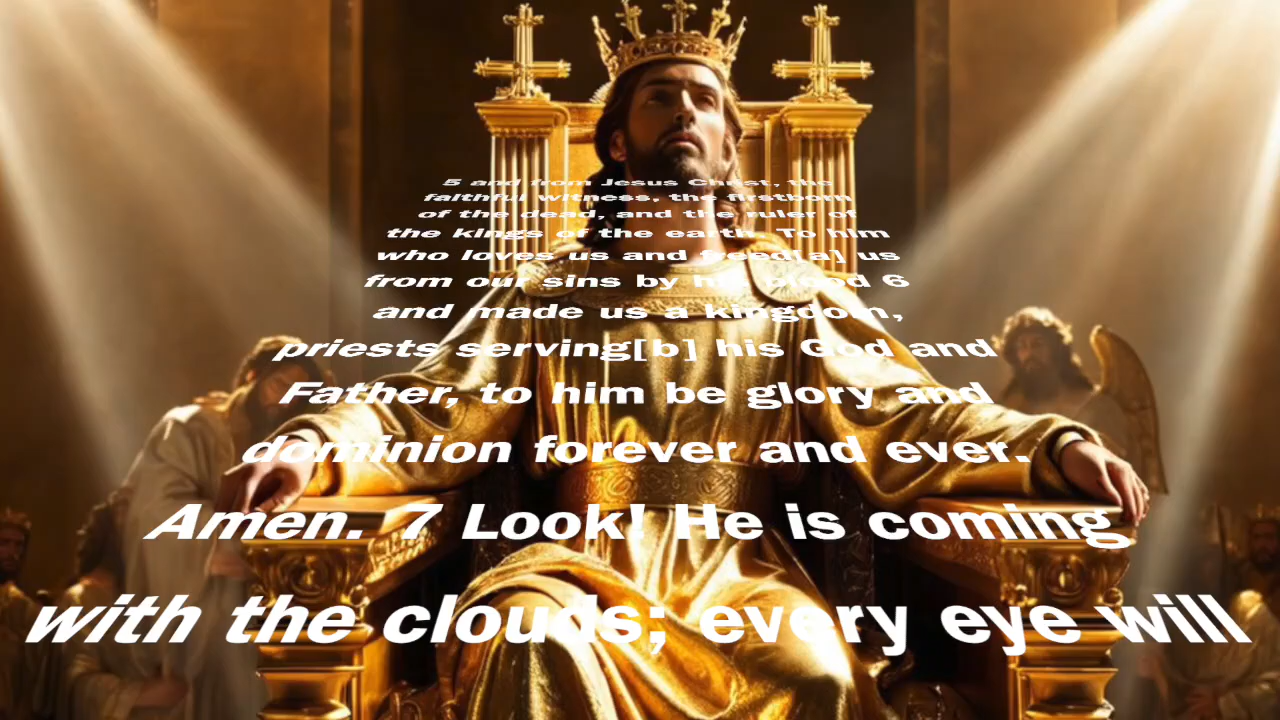 5 and from Jesus Christ, the
faithful witness, the firstborn
of the dead, and the ruler of
the kings of the earth. To him
who loves us and freed[a] us
from our sins by his blood 6
and made us a kingdom,
priests serving[b] his God and
Father, to him be glory and
dominion forever and ever.
Amen. 7 Look! He is coming
with the clouds; every eye will